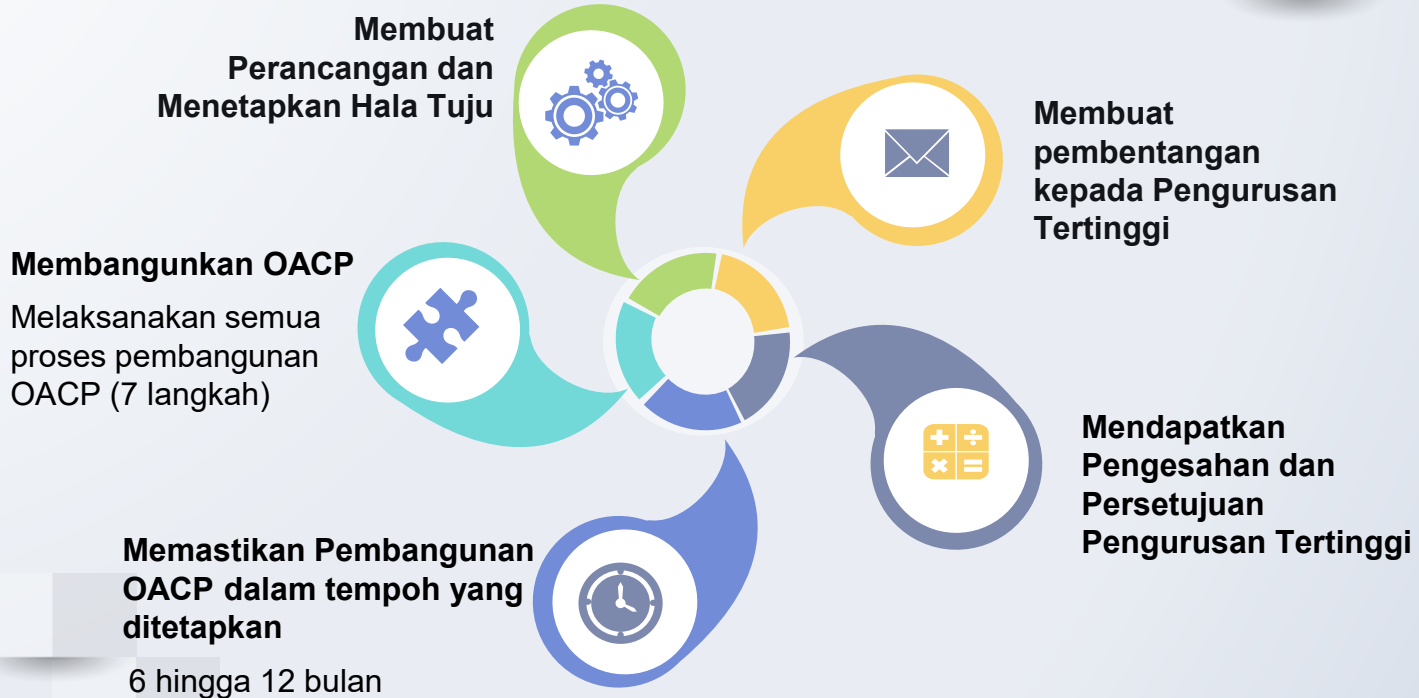 Membuat
Perancangan dan
Menetapkan Hala Tuju
Membuat
pembentangan
kepada Pengurusan
Tertinggi
Membangunkan OACP
Melaksanakan semua
proses pembangunan
OACP (7 langkah)
Mendapatkan
Pengesahan dan
Persetujuan
Pengurusan Tertinggi
Memastikan Pembangunan
OACP dalam tempoh yang
ditetapkan
6 hingga 12 bulan